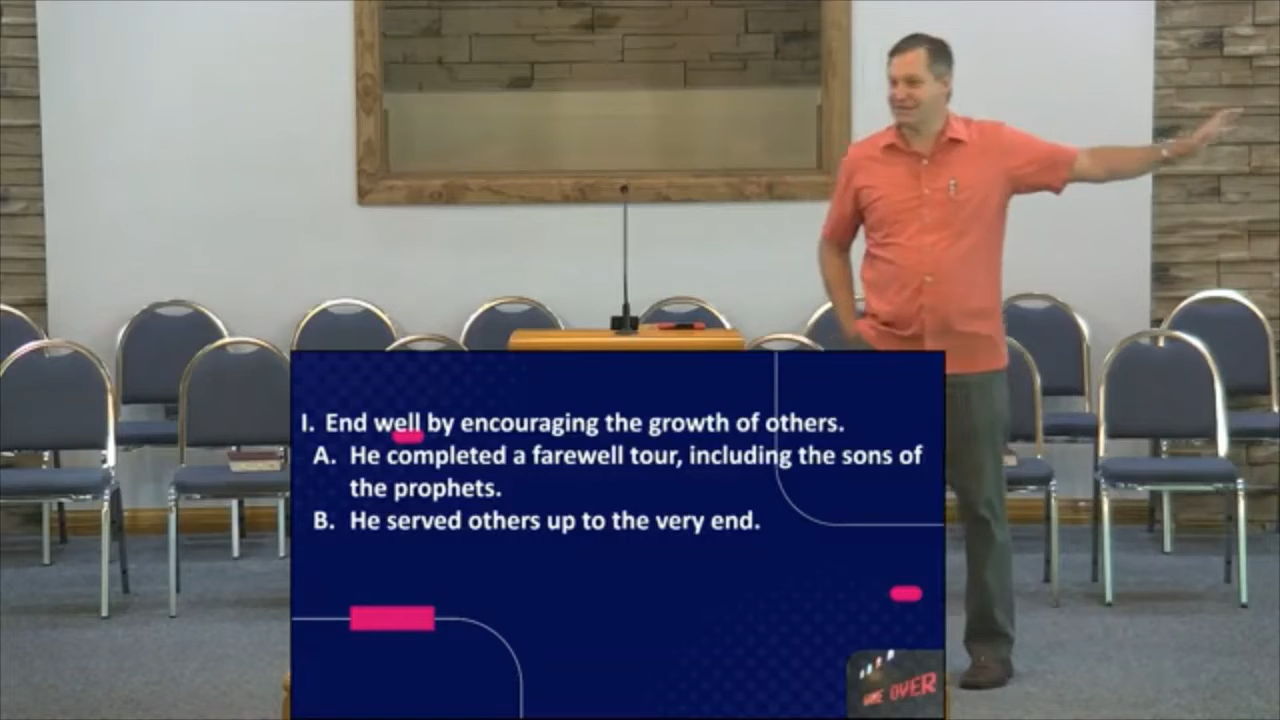 I. End well by encouraging the growth of others.
A. He completed a farewell tour, including the sons of
the prophets.
B. He served others up to the very end.
OVER